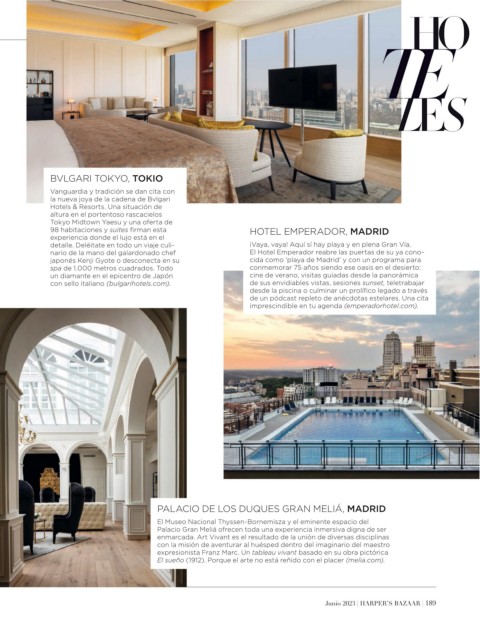 HO
TE
LES
BVLGARI TOKYO, TOKIO
Vanguardia y tradición se dan cita con
la nueva joya de la cadena de Bvlgari
Hotels & Resorts. Una situación de
altura en el portentoso rascacielos
Tokyo Midtown Yaesu y una oferta de
98 habitaciones y suites firman esta
experiencia donde el lujo está en el
detalle. Deléitate en todo un viaje culi-
nario de la mano del galardonado chef
japonés Kenji Gyote o desconecta en su
spa de 1.000 metros cuadrados. Todo
un diamante en el epicentro de Japón
con sello italiano (bulgarihotels.com).
HOTEL EMPERADOR, MADRID
¡Vaya, vaya! Aquí sí hay playa y en plena Gran Vía.
El Hotel Emperador reabre las puertas de su ya cono-
cida como 'playa de Madrid' y con un programa para
conmemorar 75 años siendo ese oasis en el desierto:
cine de verano, visitas guiadas desde la panorámica
de sus envidiables vistas, sesiones sunset, teletrabajar
desde la piscina o culminar un prolífico legado a través
de un pódcast repleto de anécdotas estelares. Una cita
imprescindible en tu agenda (emperadorhotel.com).
PALACIO DE LOS DUQUES GRAN MELIÁ, MADRID
El Museo Nacional Thyssen-Bornemisza y el eminente espacio del
Palacio Gran Meliá ofrecen toda una experiencia inmersiva digna de ser
enmarcada. Art Vivant es el resultado de la unión de diversas disciplinas
con la misión de aventurar al huésped dentro del imaginario del maestro
expresionista Franz Marc. Un tableau vivant basado en su obra pictórica
El sueño (1912). Porque el arte no está reñido con el placer (melia.com).
Junio 2023 | HARPER'S BAZAAR | 189